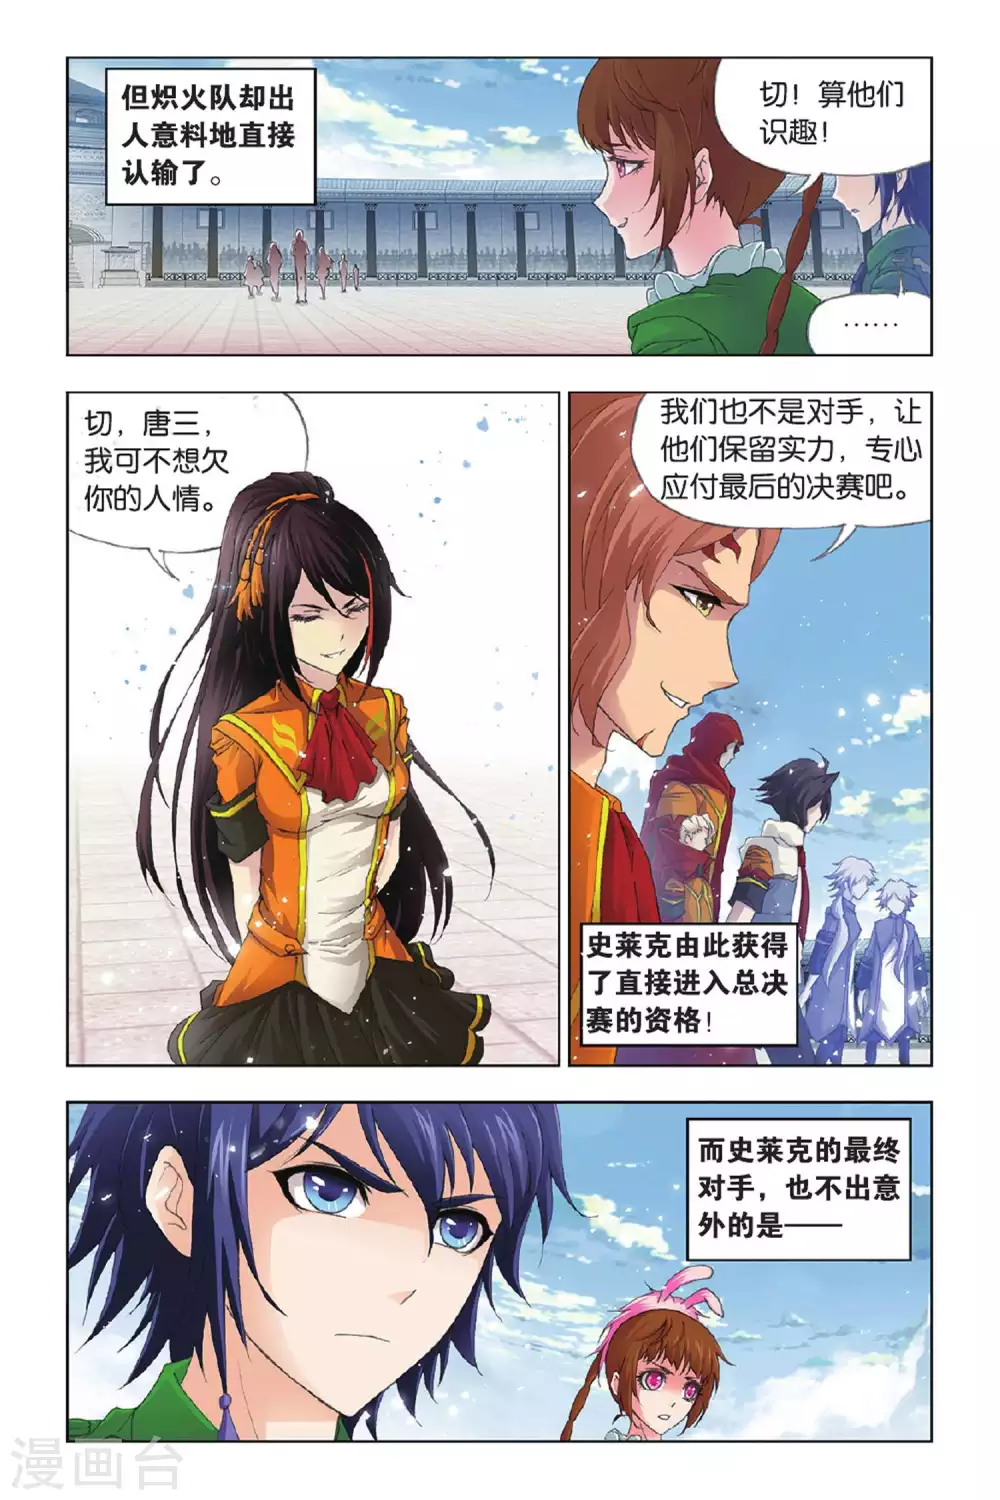 但炽火队却出
人意料地直接
认输了。
切！算他们
识趣！
……
切，唐三，
我可不想欠
你的人情。
我们也不是对手，让
他们保留实力，专心
应付最后的决赛吧。
史莱克由此获得
了直接进入总决
赛的资格！
而史莱克的最终
对手，也不出意
外的是——
漫画台